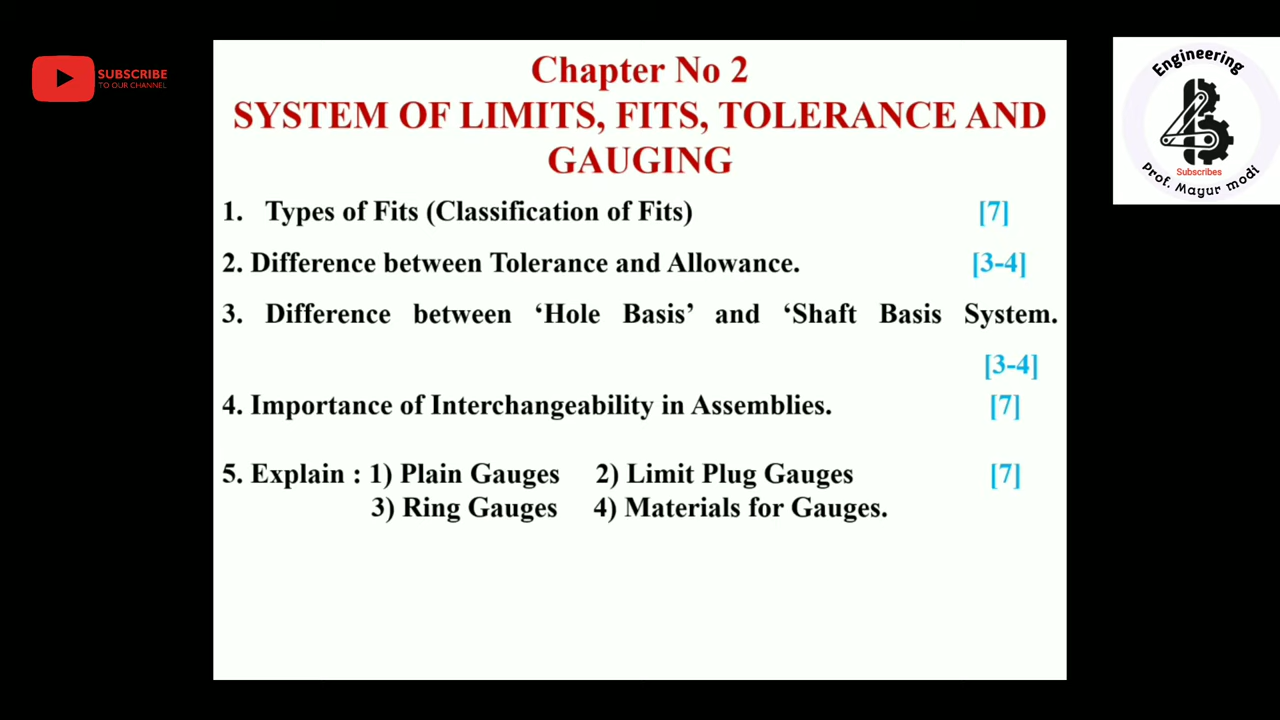 SUBSCRIBE
TO OUR CHANNEL
Engineering
Subscribes
Prof. Mayur modi
Chapter No 2
SYSTEM OF LIMITS, FITS, TOLERANCE AND
GAUGING
1. Types of Fits (Classification of Fits) [7]
2. Difference between Tolerance and Allowance. [3-4]
3. Difference between ‘Hole Basis’ and ‘Shaft Basis System.
[3-4]
4. Importance of Interchangeability in Assemblies. [7]
5. Explain : 1) Plain Gauges 2) Limit Plug Gauges [7]
3) Ring Gauges 4) Materials for Gauges.